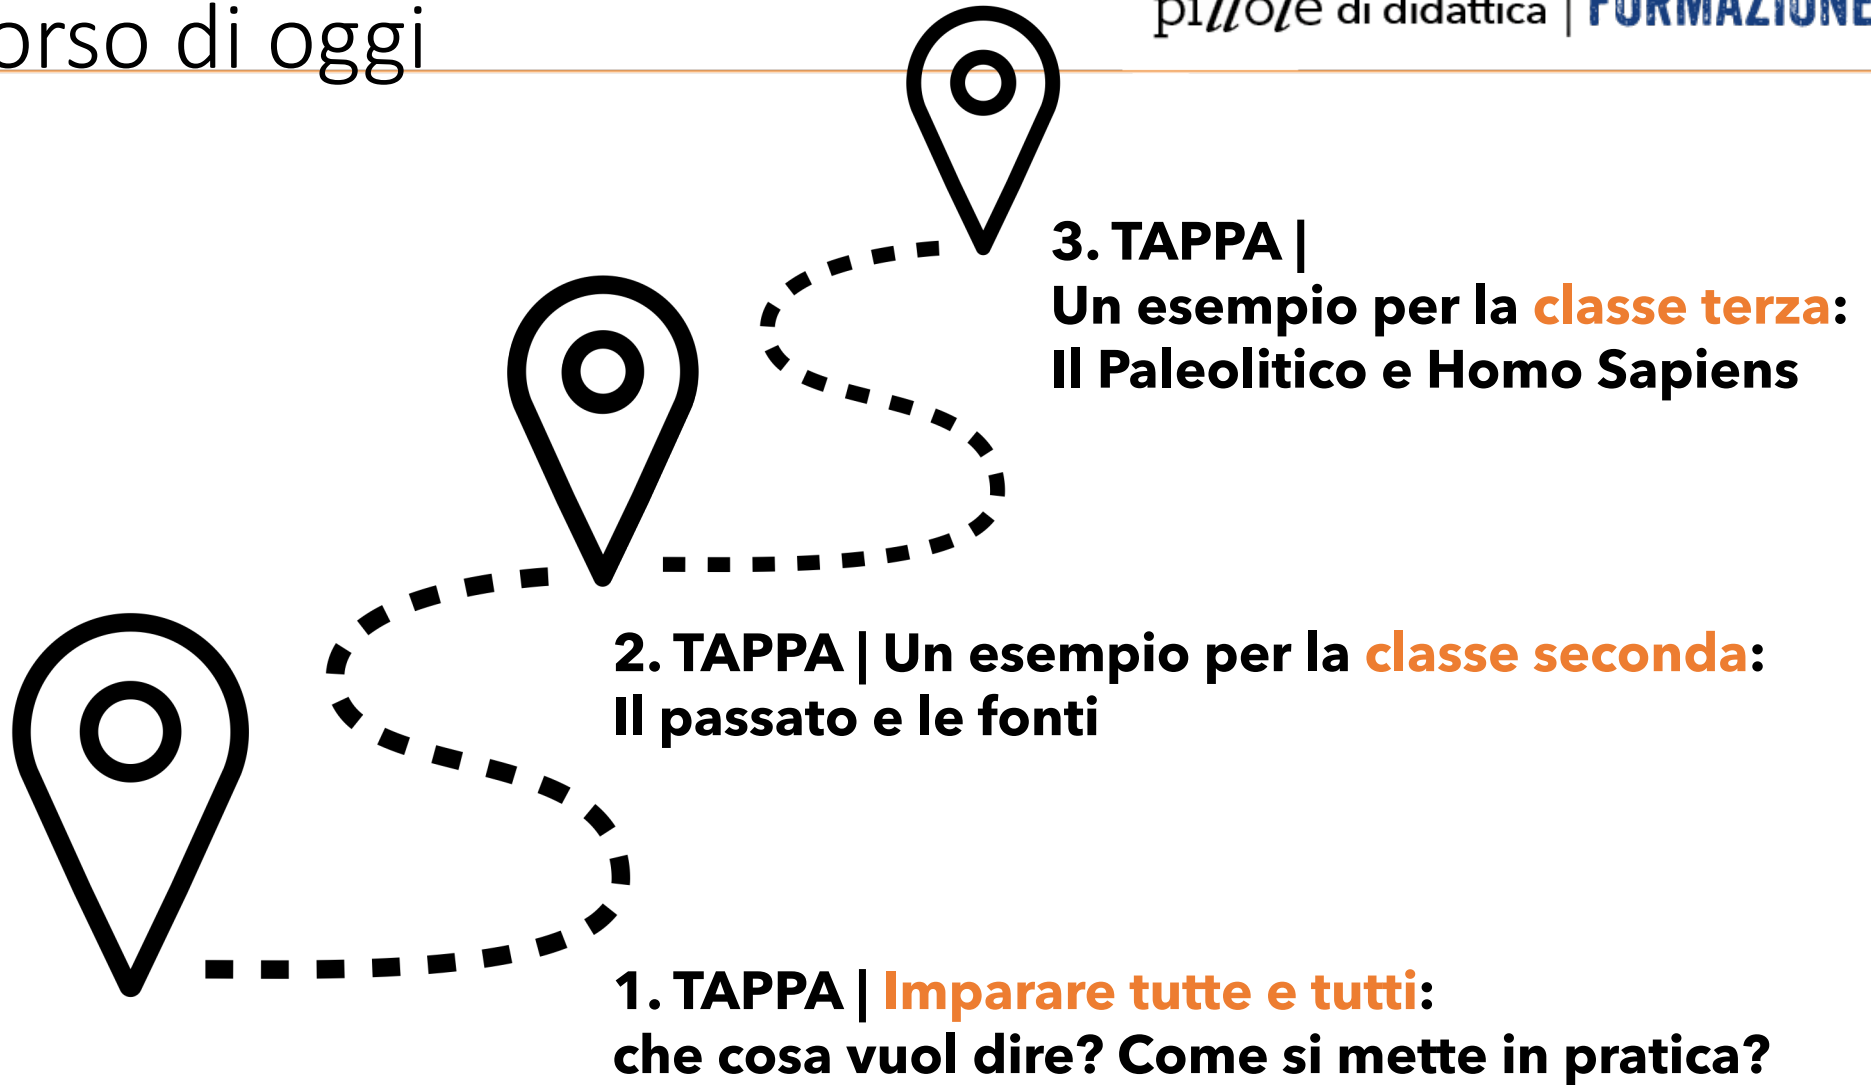 orso di oggi
pillole di didattica | FORMAZIONE
3. TAPPA |
Un esempio per la classe terza:
Il Paleolitico e Homo Sapiens
2. TAPPA | Un esempio per la classe seconda:
Il passato e le fonti
1. TAPPA | Imparare tutte e tutti:
che cosa vuol dire? Come si mette in pratica?